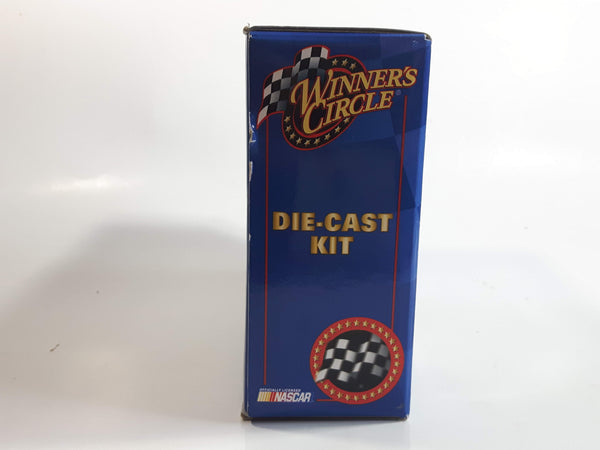 WINNER'S
CIRCLE®
DIE-CAST
KIT
OFFICIALLY LICENSED
NASCAR